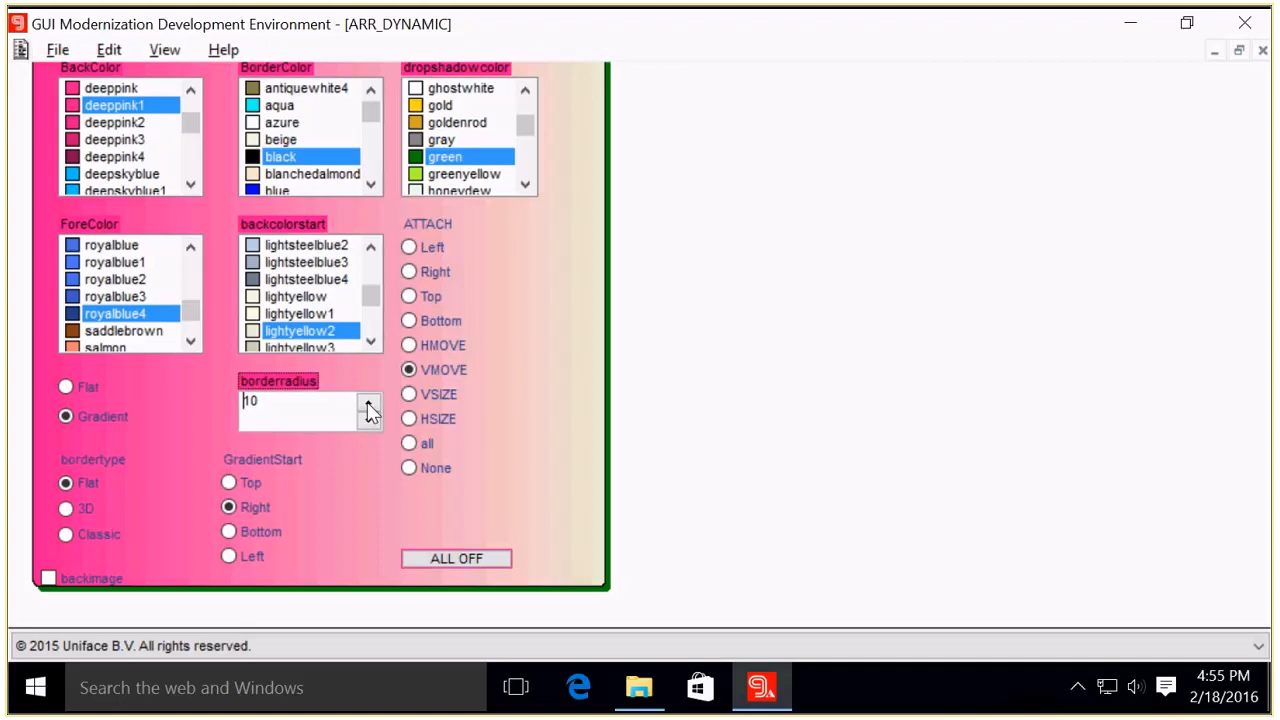 GUI Modernization Development Environment - [ARR_DYNAMIC]
File Edit View Help
BackColor BorderColor dropshadowcolor
deeppink
deeppink1
deeppink2
deeppink3
deeppink4
deepskyblue
deepskyblue1
antiquewhite4
aqua
azure
beige
black
blanchedalmond
blue
ghostwhite
gold
goldenrod
gray
green
greenyellow
honeydew
ForeColor
royalblue
royalblue1
royalblue2
royalblue3
royalblue4
saddlebrown
salmon
backcolorstart
lightsteelblue2
lightsteelblue3
lightsteelblue4
lightyellow
lightyellow1
lightyellow2
lightyellow3
ATTACH
Left
Right
Top
Bottom
HMOVE
VMOVE
VSIZE
HSIZE
all
None
Flat
Gradient
borderradius
10
bordertype
Flat
3D
Classic
GradientStart
Top
Right
Bottom
Left
ALL OFF
backimage
© 2015 Uniface B.V. All rights reserved.
Search the web and Windows
4:55 PM
2/18/2016